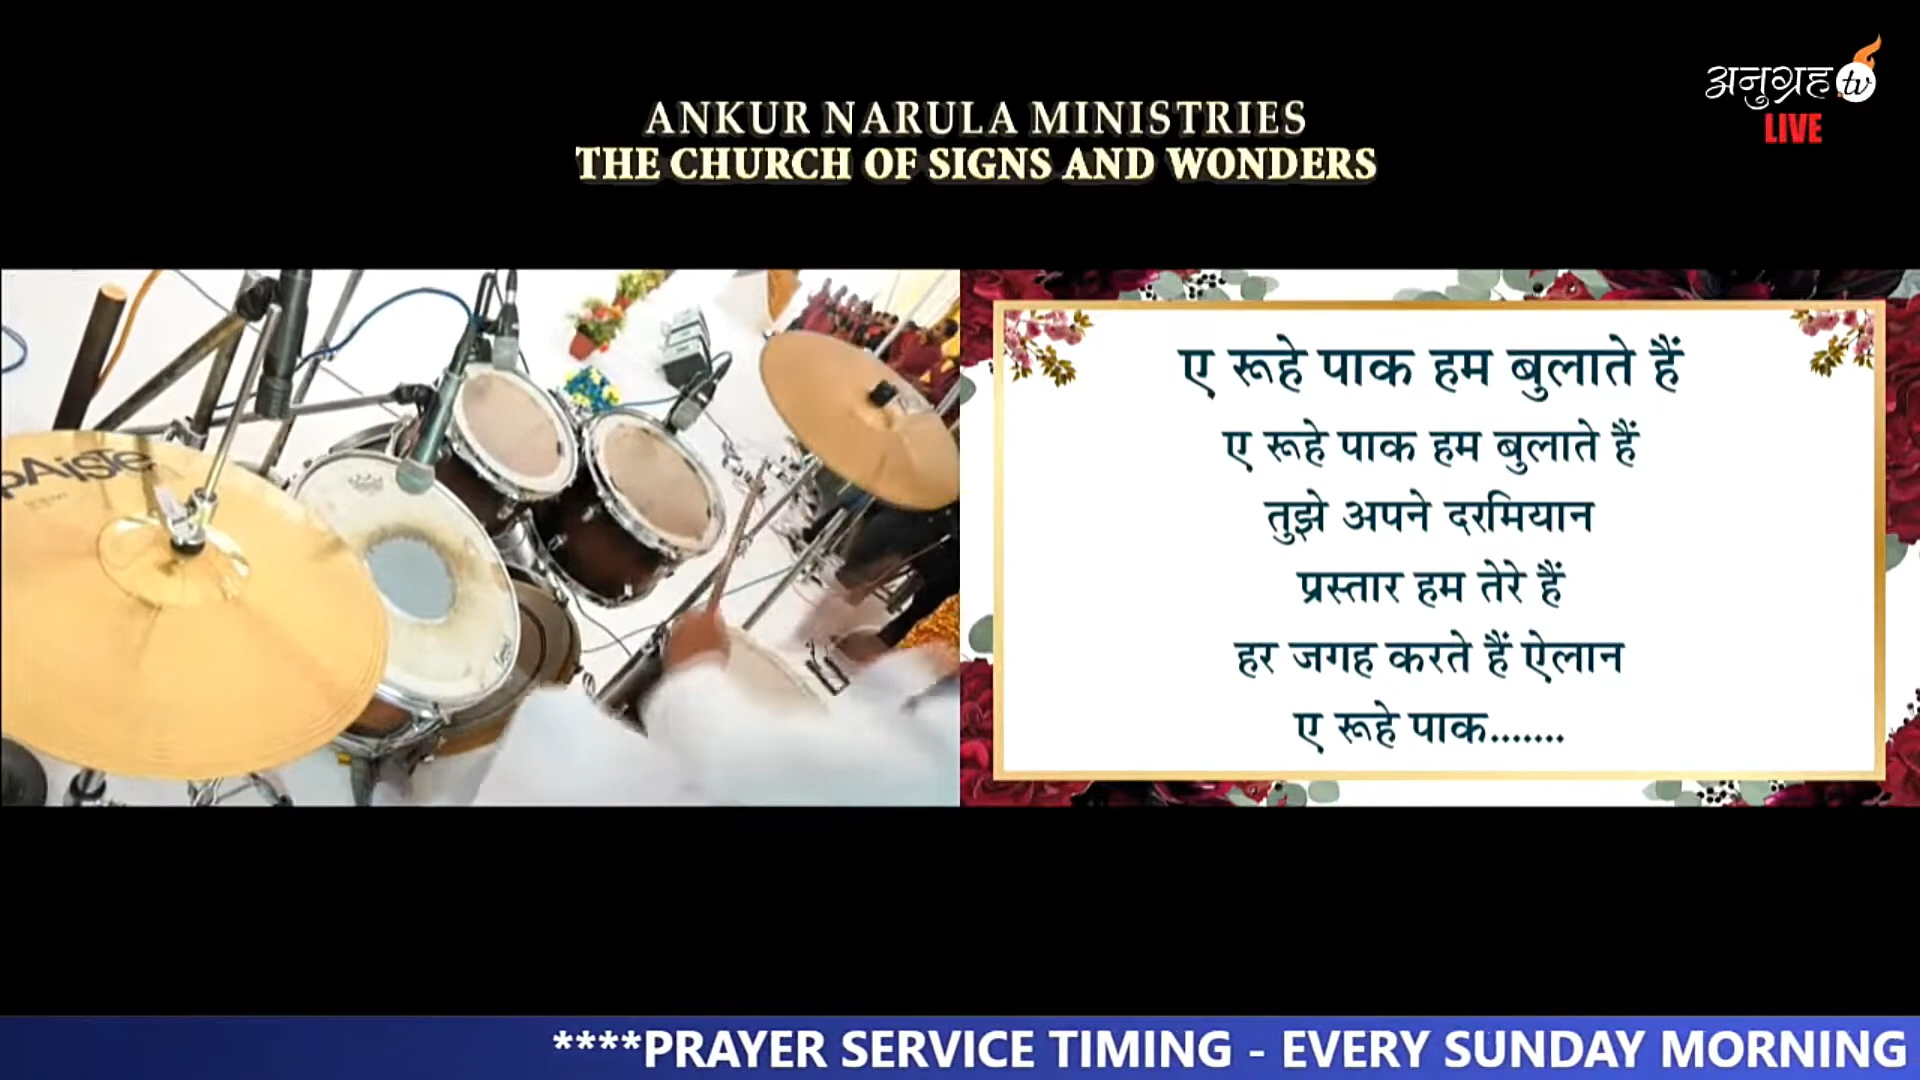 अनुग्रह tv
LIVE
ANKUR NARULA MINISTRIES
THE CHURCH OF SIGNS AND WONDERS
PAiSTe
ए रूहे पाक हम बुलाते हैं
ए रूहे पाक हम बुलाते हैं
तुझे अपने दरमियान
प्रस्तार हम तेरे हैं
हर जगह करते हैं ऐलान
ए रूहे पाक.......
****PRAYER SERVICE TIMING - EVERY SUNDAY MORNING